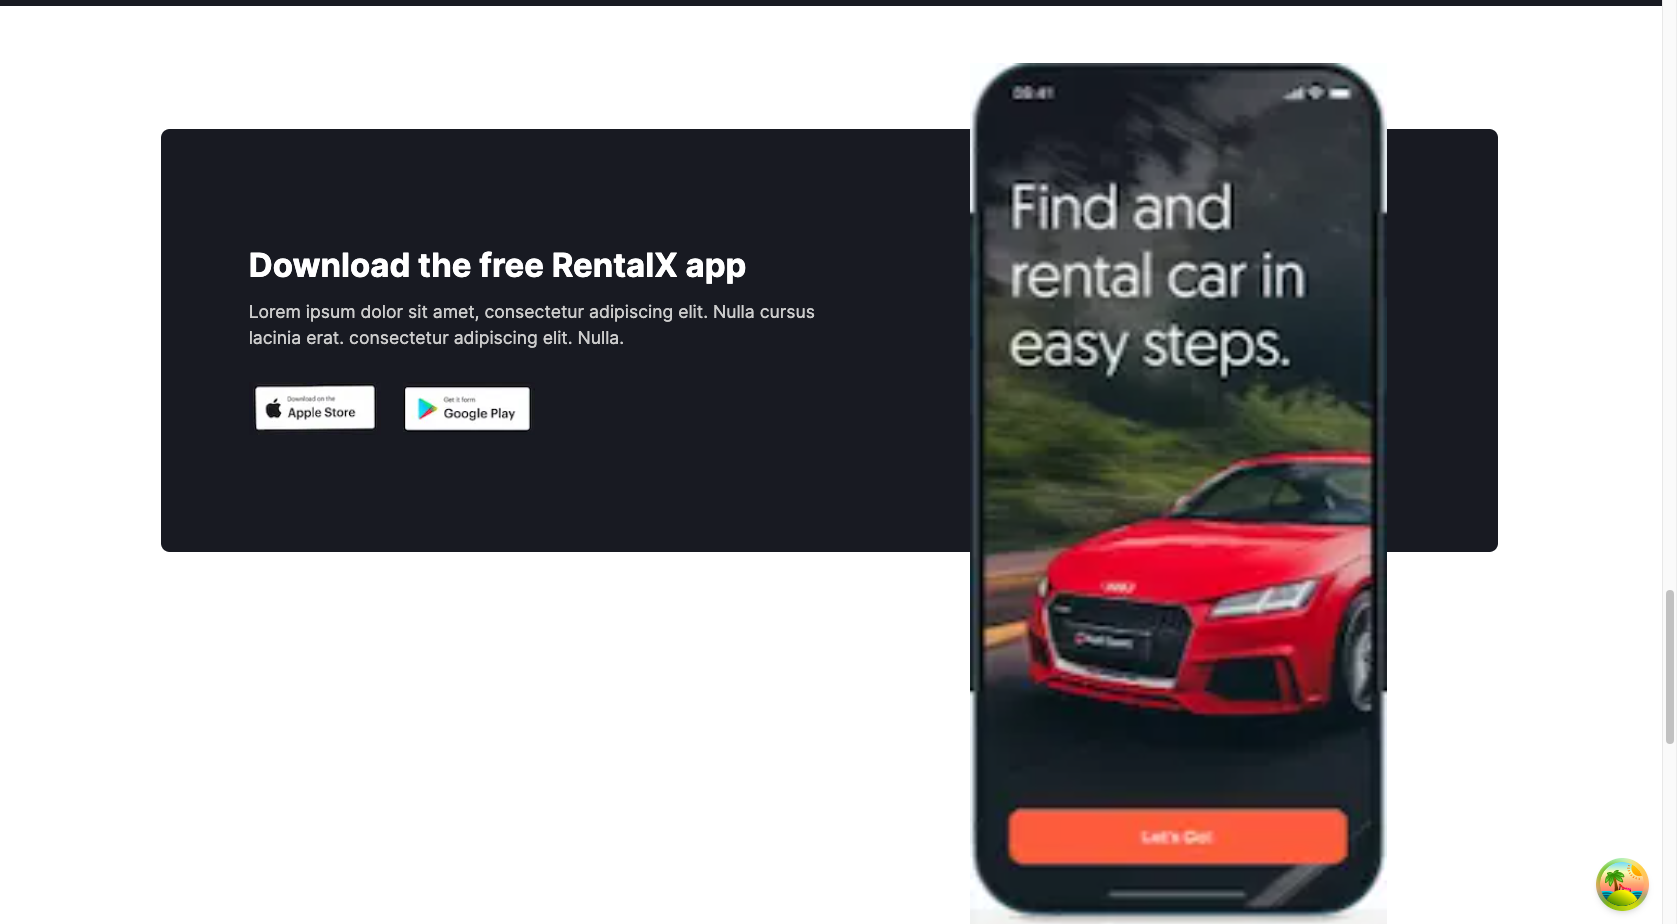 Download the free RentalX app
Lorem ipsum dolor sit amet, consectetur adipiscing elit. Nulla cursus
lacinia erat. consectetur adipiscing elit. Nulla.
Download on the
Apple Store
Get it form
Google Play
09:41
Find and
rental car in
easy steps.
Let's Go!